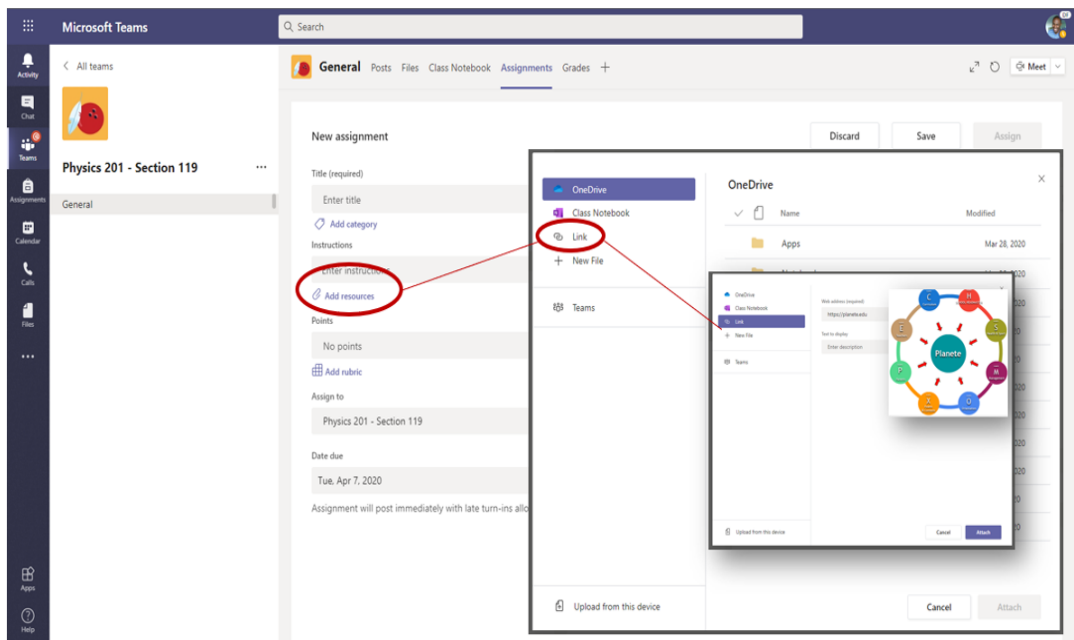 Microsoft Teams
Search
Activity
Chat
Teams
Assignments
Calendar
Calls
Files
Apps
Help
All teams
Physics 201 - Section 119
General
General Posts Files Class Notebook Assignments Grades
Meet
New assignment
Discard Save Assign
Title (required)
Enter title
Add category
Instructions
Enter instructions
Add resources
Points
No points
Add rubric
Assign to
Physics 201 - Section 119
Date due
Tue, Apr 7, 2020
Assignment will post immediately with late turn-ins allo
OneDrive
Class Notebook
Link
New File
Teams
Upload from this device
OneDrive
Name Modified
Apps Mar 28, 2020
Cancel Attach
OneDrive
Class Notebook
Link
New File
Teams
Upload from this device
Web address (required)
https://planete.edu
Text to display
Enter description
C
H
S
M
O
X
P
E
Planete
Cancel Attach